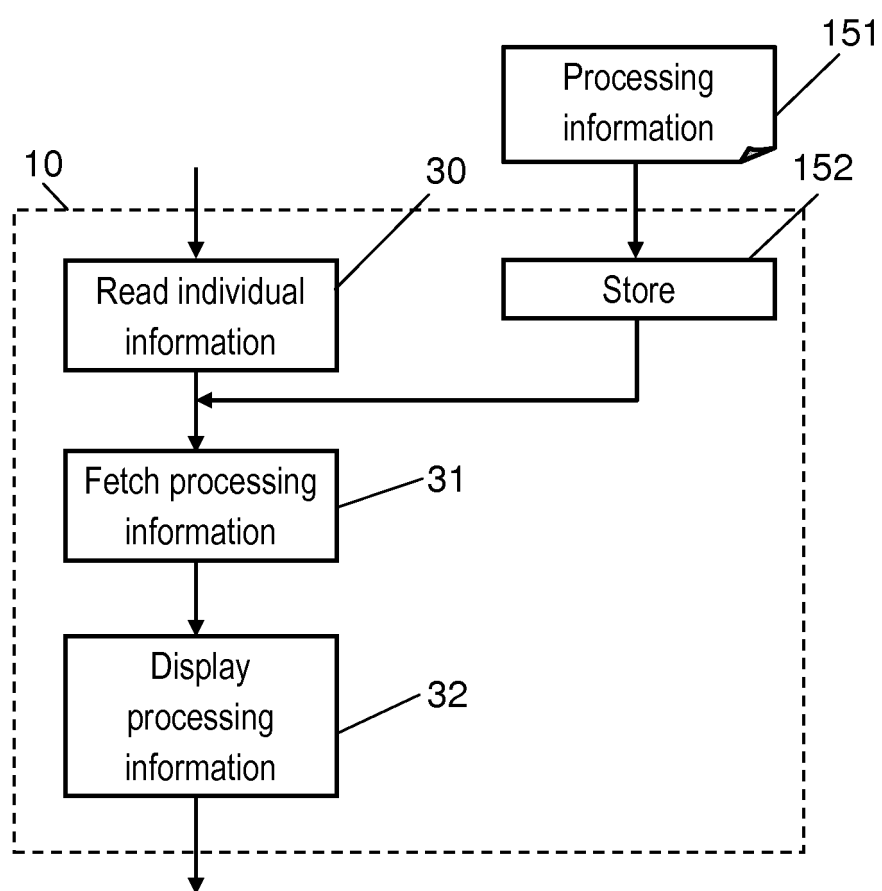 151
Processing
information
152
10
30
Read individual
information
Store
Fetch processing
information
31
Display
processing
information
32